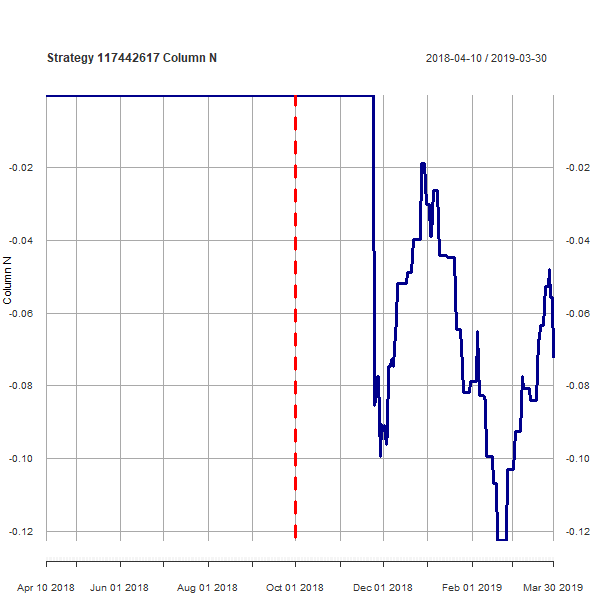 Strategy 117442617 Column N
2018-04-10 / 2019-03-30
-0.02 -0.02
-0.04 -0.04
-0.06 -0.06
-0.08 -0.08
-0.10 -0.10
-0.12 -0.12
Column N
Apr 10 2018 Jun 01 2018 Aug 01 2018 Oct 01 2018 Dec 01 2018 Feb 01 2019 Mar 30 2019